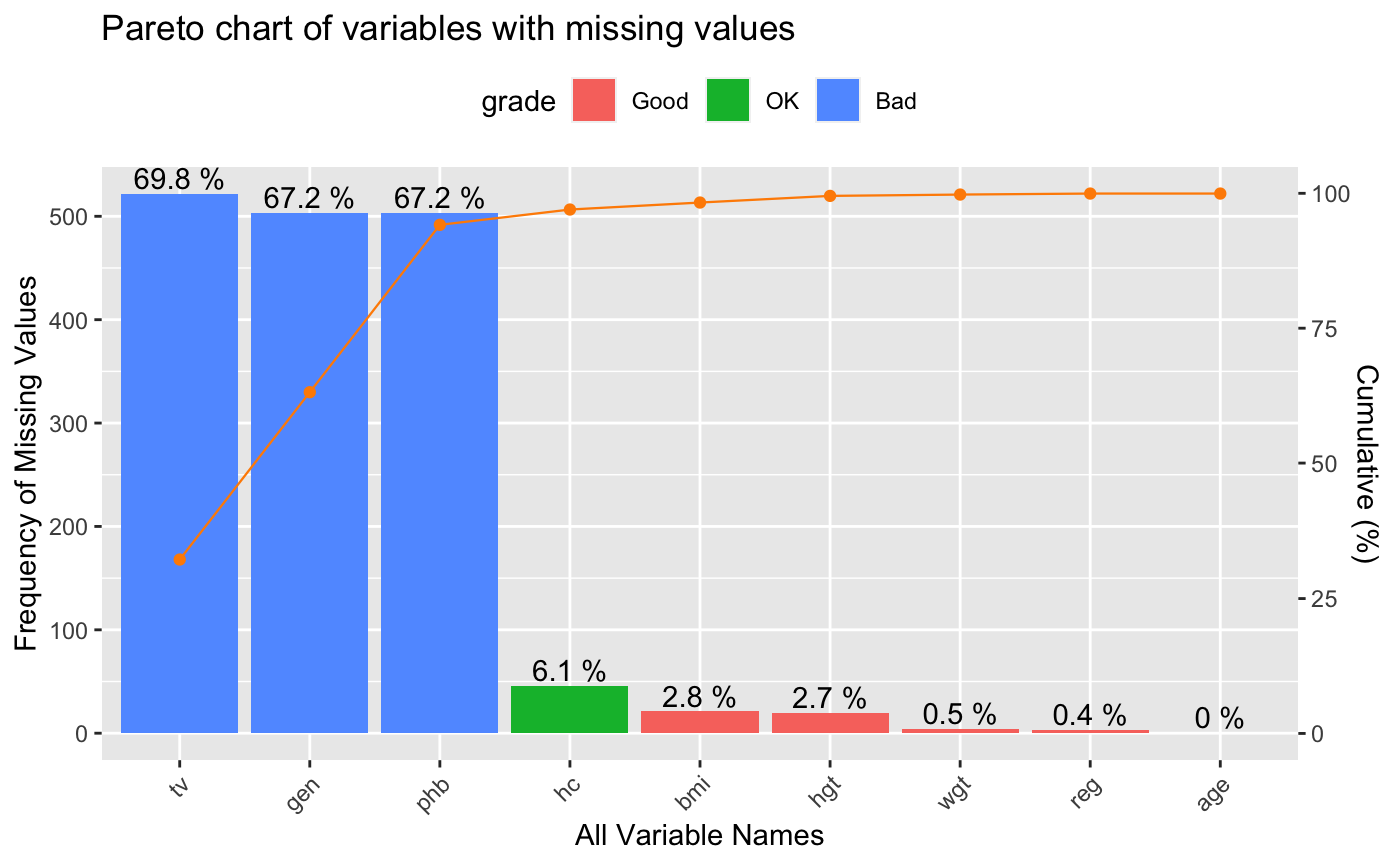 Pareto chart of variables with missing values
grade Good OK Bad
69.8 % 67.2 % 67.2 % 6.1 % 2.8 % 2.7 % 0.5 % 0.4 % 0 %
Frequency of Missing Values
500
400
300
200
100
0
100
75
50
25
0
Cumulative (%)
tv gen phb hc bmi hgt wgt reg age
All Variable Names